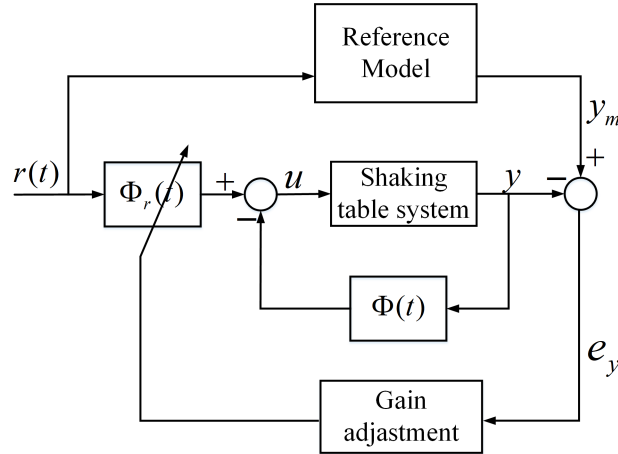 Reference
Model
y_m
r(t)
Φ_r(t)
+
−
u
Shaking
table system
y
−
+
Φ(t)
e_y
Gain
adjastment